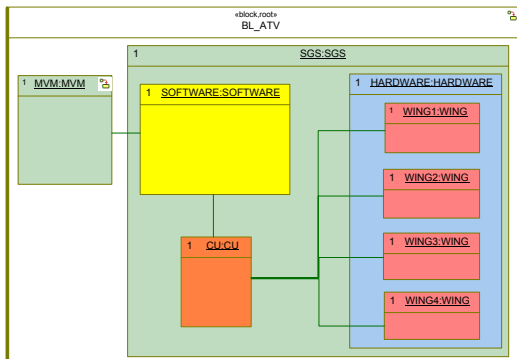 «block,root»
BL_ATV
1 SGS:SGS
1 MVM:MVM
1 SOFTWARE:SOFTWARE
1 HARDWARE:HARDWARE
1 WING1:WING
1 WING2:WING
1 CU:CU
1 WING3:WING
1 WING4:WING